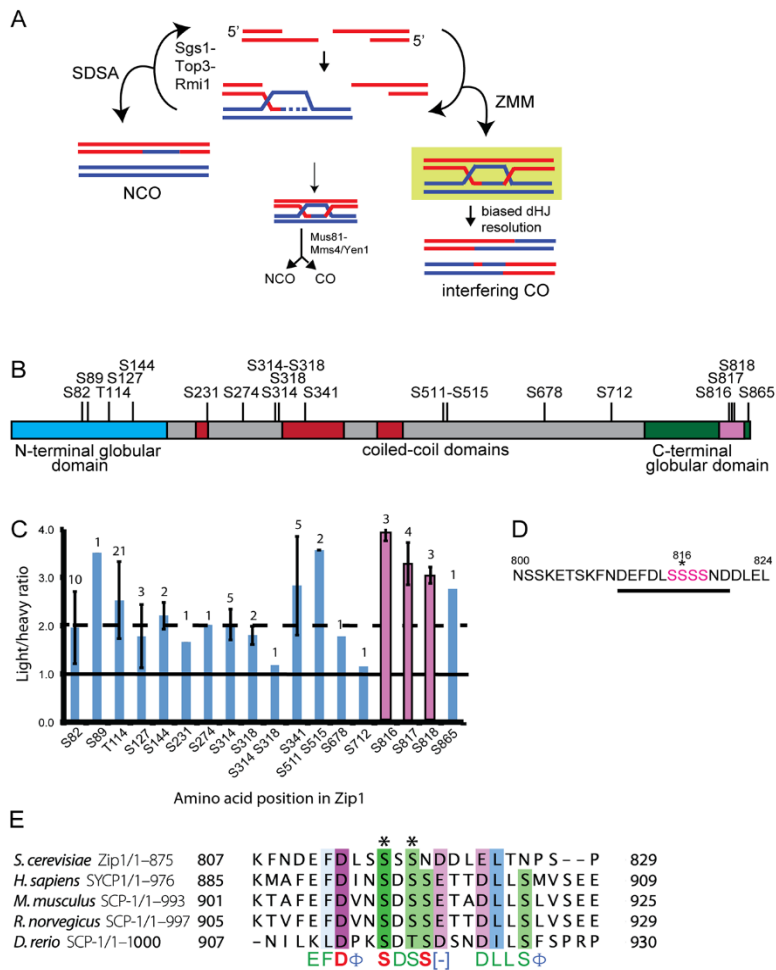 A
5'
5'
Sgs1-
Top3-
Rmi1
SDSA
ZMM
NCO
Mus81-
Mms4/Yen1
NCO CO
biased dHJ
resolution
interfering CO
B
S144
S89 S127
S82 T114
S231 S274
S314-S318
S318
S314 S341
S511-S515
S678
S712
S818
S817
S816 S865
N-terminal globular
domain
coiled-coil domains
C-terminal
globular domain
C
Light/heavy ratio
4.0
3.0
2.0
1.0
0.0
10 1 21 3 2 1 1 5 2 1 5 2 1 1 3 4 3 1
S82 S89 T114 S127 S144 S231 S274 S314 S318 S314 S318 S341 S511 S515 S678 S712 S816 S817 S818 S865
Amino acid position in Zip1
D
800 816 824
*
NSSKETSKFNDEFDLSSSSNDDLEL
E
* *
S. cerevisiae Zip1/1–875 807 KFNDEFDLSSSSNDDLELTNPS--P 829
H. sapiens SYCP1/1–976 885 KMAFEFDINSDSSETTDLLSMVSEE 909
M. musculus SCP-1/1–993 901 KTAFEFDVNSDSSETADLLSLVSEE 925
R. norvegicus SCP-1/1–997 905 KTVFEFDVNSDTSETTDLLSLVSEE 929
D. rerio SCP-1/1–1000 907 -NILKLDPKSDTSDSNDILSFSPRP 930
EFDΦ SDSS[-] DLLSΦ